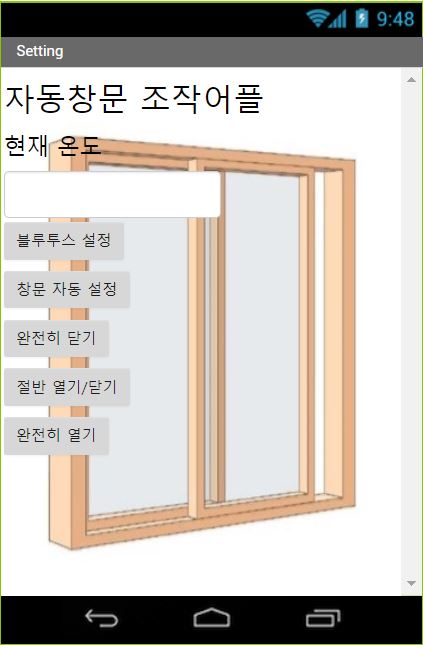 9:48
Setting
자동창문 조작어플
현재 온도
블루투스 설정
창문 자동 설정
완전히 닫기
절반 열기/닫기
완전히 열기